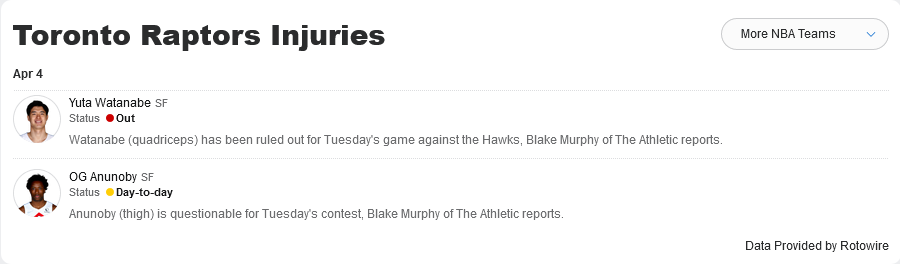 Toronto Raptors Injuries
More NBA Teams
Apr 4
Yuta Watanabe SF
Status Out
Watanabe (quadriceps) has been ruled out for Tuesday's game against the Hawks, Blake Murphy of The Athletic reports.
OG Anunoby SF
Status Day-to-day
Anunoby (thigh) is questionable for Tuesday's contest, Blake Murphy of The Athletic reports.
Data Provided by Rotowire